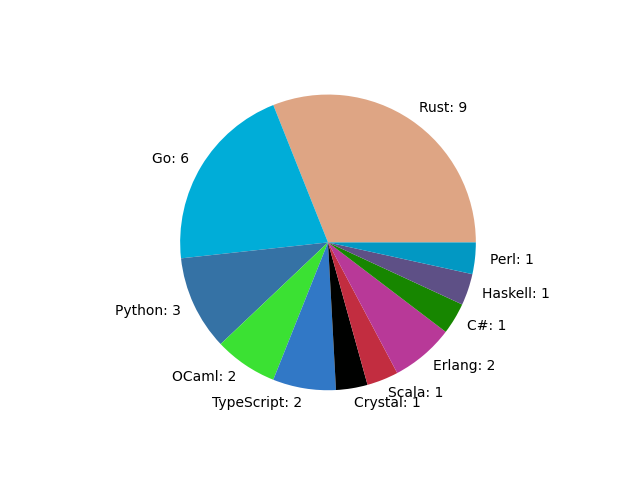 Rust: 9
Go: 6
Python: 3
OCaml: 2
TypeScript: 2
Crystal: 1
Scala: 1
Erlang: 2
C#: 1
Haskell: 1
Perl: 1